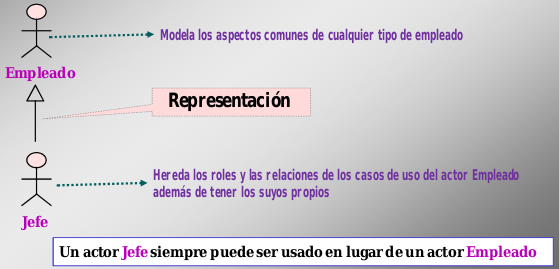 Modela los aspectos comunes de cualquier tipo de empleado
Empleado
Representación
Hereda los roles y las relaciones de los casos de uso del actor Empleado
además de tener los suyos propios
Jefe
Un actor Jefe siempre puede ser usado en lugar de un actor Empleado